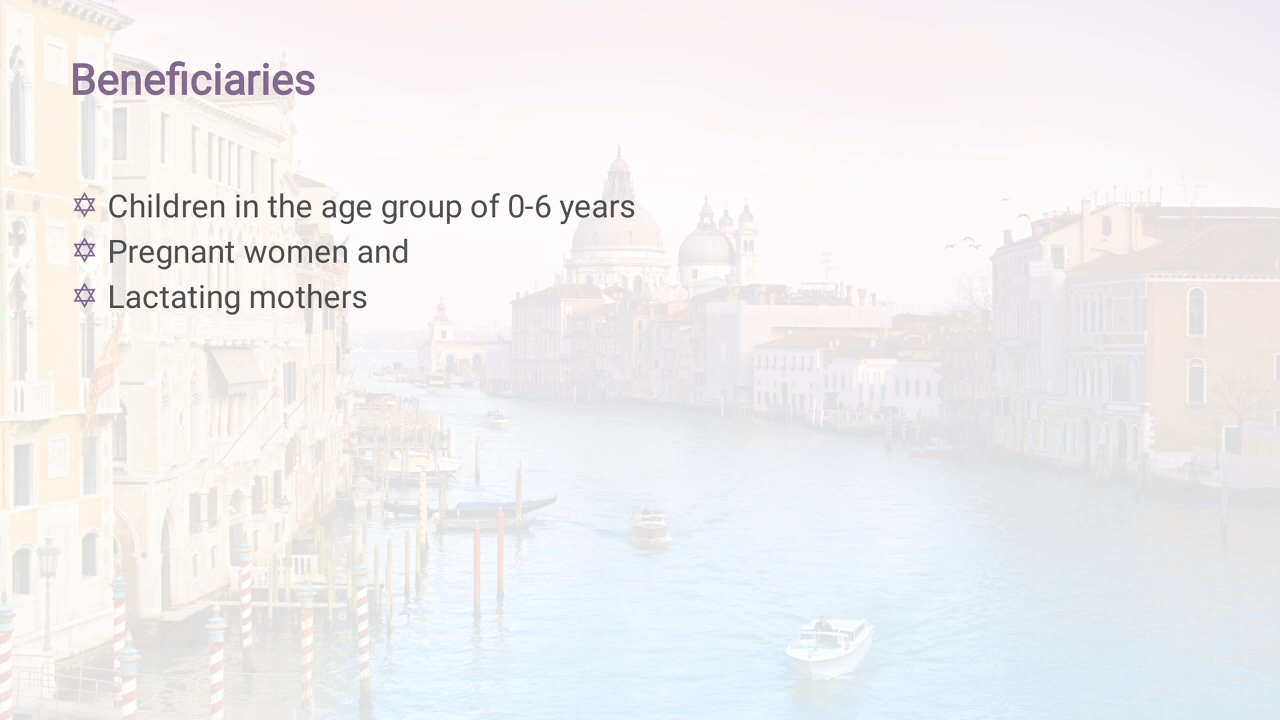 Beneficiaries
✡ Children in the age group of 0-6 years
✡ Pregnant women and
✡ Lactating mothers